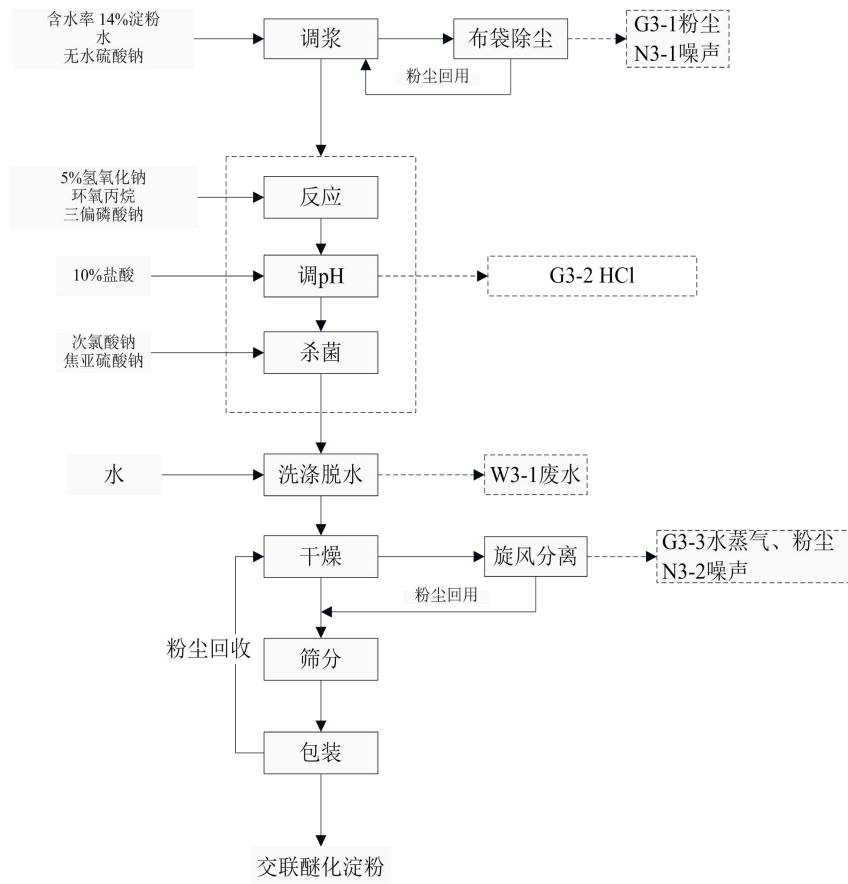 含水率 14%淀粉
水
无水硫酸钠
调浆
布袋除尘
G3-1粉尘
N3-1噪声
粉尘回用
5%氢氧化钠
环氧丙烷
三偏磷酸钠
反应
10%盐酸
调pH
G3-2 HCl
次氯酸钠
焦亚硫酸钠
杀菌
水
洗涤脱水
W3-1废水
干燥
旋风分离
G3-3水蒸气、粉尘
N3-2噪声
粉尘回用
粉尘回收
筛分
包装
交联醚化淀粉